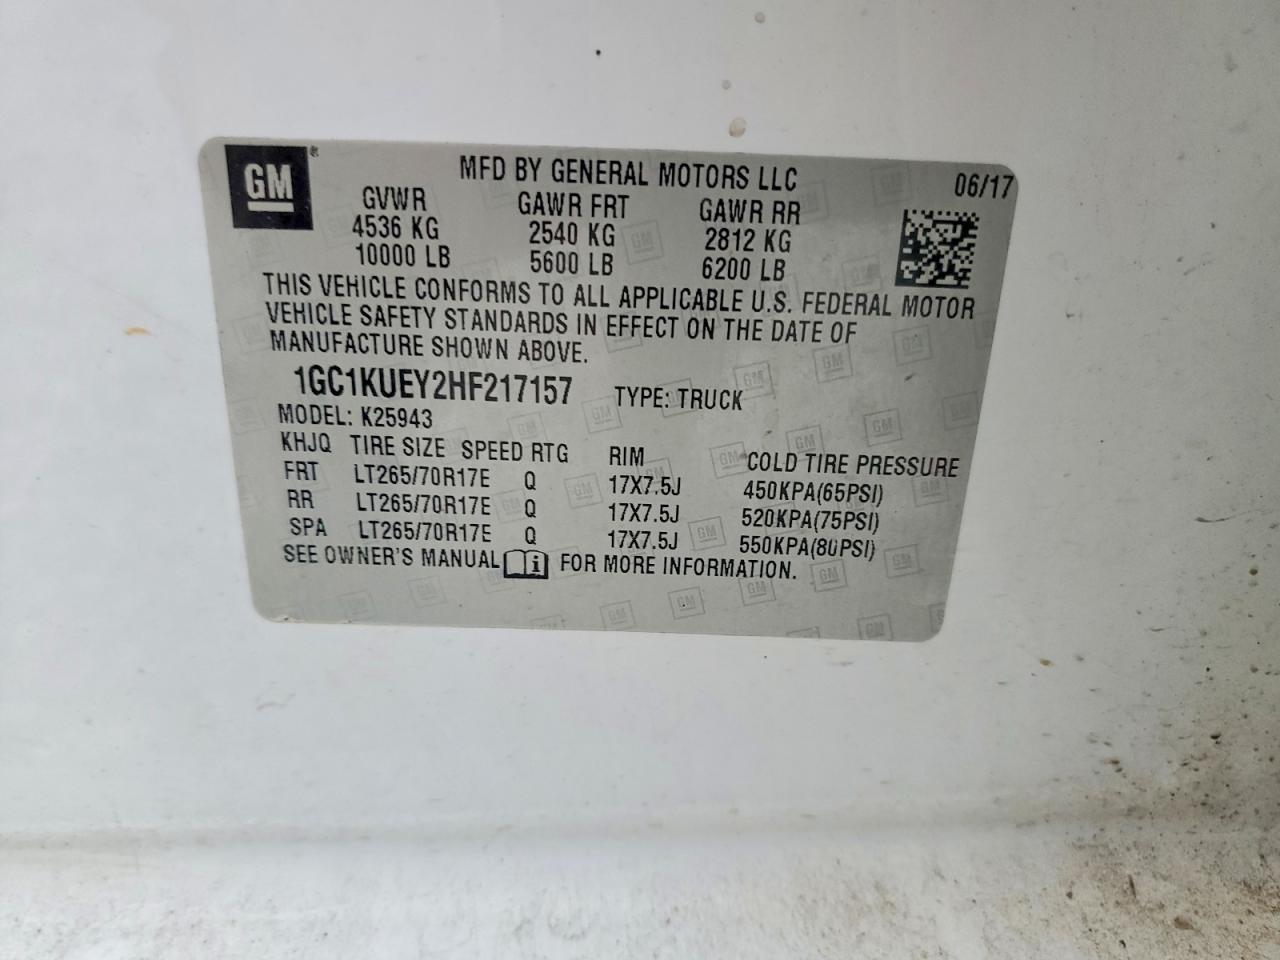 GM
MFD BY GENERAL MOTORS LLC
06/17
GVWR GAWR FRT GAWR RR
4536 KG 2540 KG 2812 KG
10000 LB 5600 LB 6200 LB
THIS VEHICLE CONFORMS TO ALL APPLICABLE U.S. FEDERAL MOTOR
VEHICLE SAFETY STANDARDS IN EFFECT ON THE DATE OF
MANUFACTURE SHOWN ABOVE.
1GC1KUEY2HF217157 TYPE: TRUCK
MODEL: K25943
KHJQ TIRE SIZE SPEED RTG RIM COLD TIRE PRESSURE
FRT LT265/70R17E Q 17X7.5J 450KPA(65PSI)
RR LT265/70R17E Q 17X7.5J 520KPA(75PSI)
SPA LT265/70R17E Q 17X7.5J 550KPA(80PSI)
SEE OWNER'S MANUAL i FOR MORE INFORMATION.